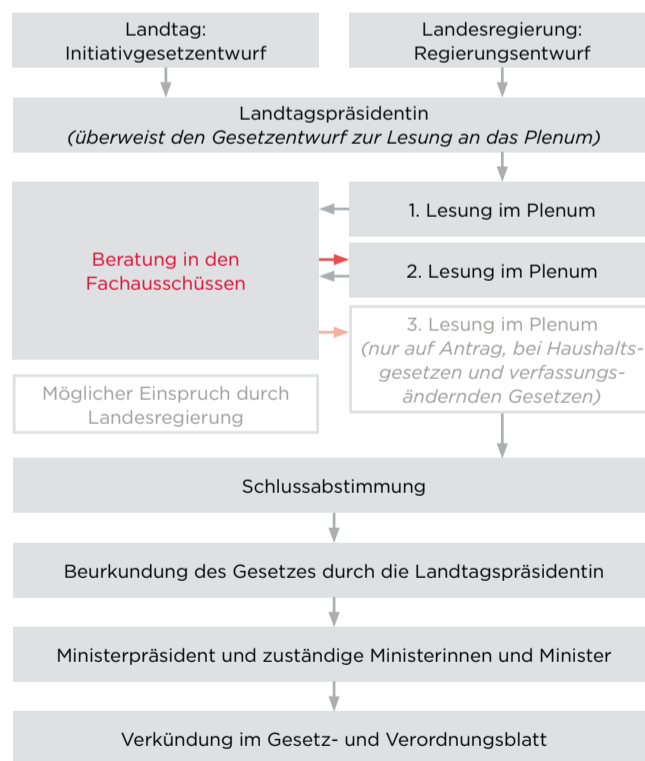 Landtag:
Initiativgesetzentwurf
Landesregierung:
Regierungsentwurf
Landtagspräsidentin
(überweist den Gesetzentwurf zur Lesung an das Plenum)
1. Lesung im Plenum
Beratung in den
Fachausschüssen
2. Lesung im Plenum
3. Lesung im Plenum
(nur auf Antrag, bei Haushalts-
gesetzen und verfassungs-
ändernden Gesetzen)
Möglicher Einspruch durch
Landesregierung
Schlussabstimmung
Beurkundung des Gesetzes durch die Landtagspräsidentin
Ministerpräsident und zuständige Ministerinnen und Minister
Verkündung im Gesetz- und Verordnungsblatt